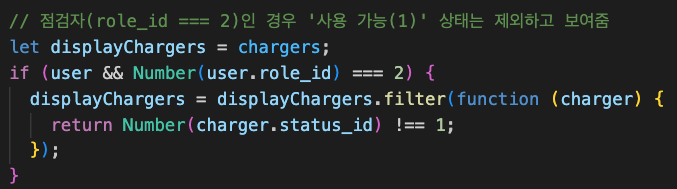 // 점검자(role_id === 2)인 경우 '사용 가능(1)' 상태는 제외하고 보여줌
let displayChargers = chargers;
if (user && Number(user.role_id) === 2) {
  displayChargers = displayChargers.filter(function (charger) {
    return Number(charger.status_id) !== 1;
  });
}